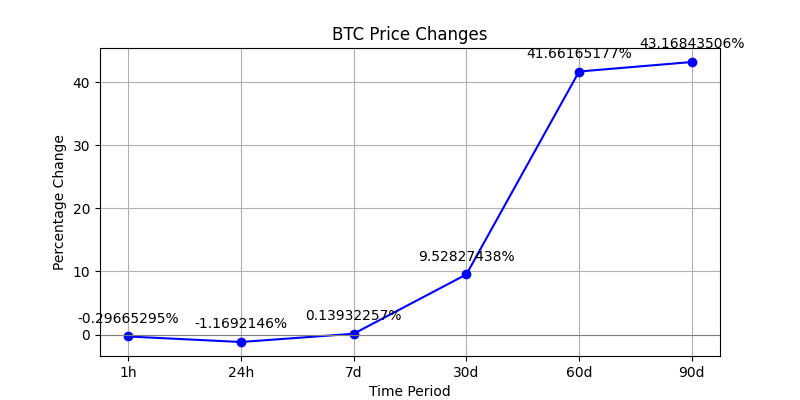 BTC Price Changes
43.16843506%
41.66165177%
40
30
20
9.52827438%
10
0.13932257%
-0.29665295%
-1.1692146%
0
Percentage Change
1h 24h 7d 30d 60d 90d
Time Period